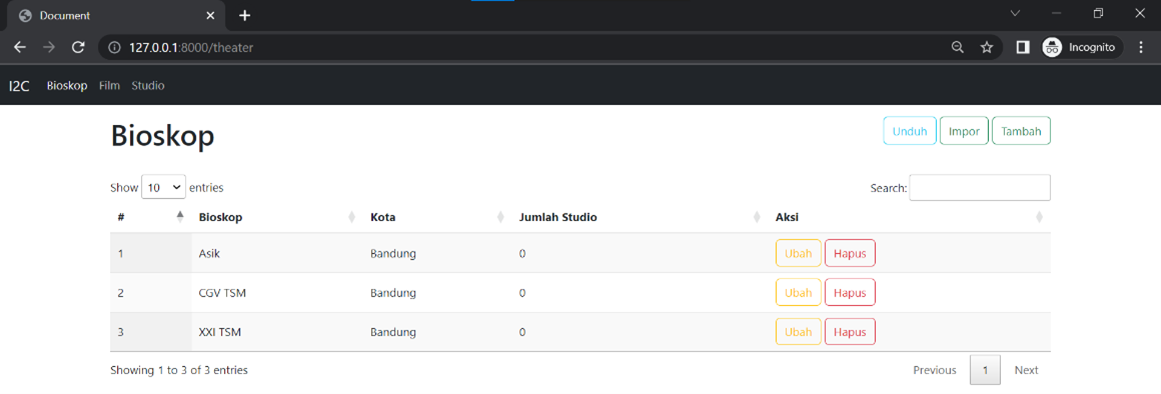 Document
127.0.0.1:8000/theater
Incognito
I2C Bioskop Film Studio
Bioskop
Unduh Impor Tambah
Show 10 entries
Search:
# Bioskop Kota Jumlah Studio Aksi
1 Asik Bandung 0 Ubah Hapus
2 CGV TSM Bandung 0 Ubah Hapus
3 XXI TSM Bandung 0 Ubah Hapus
Showing 1 to 3 of 3 entries
Previous 1 Next